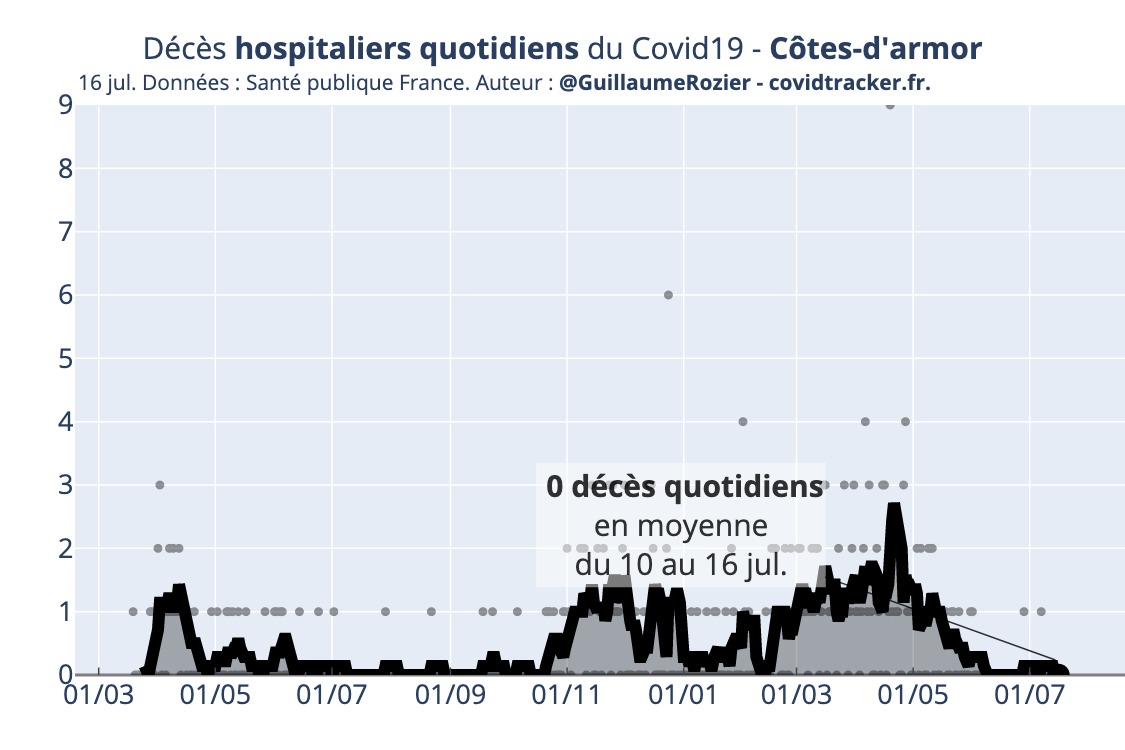 Décès hospitaliers quotidiens du Covid19 - Côtes-d'armor
16 jul. Données : Santé publique France. Auteur : @GuillaumeRozier - covidtracker.fr.
9
8
7
6
5
4
3
2
1
0
0 décès quotidiens
en moyenne
du 10 au 16 jul.
01/03 01/05 01/07 01/09 01/11 01/01 01/03 01/05 01/07